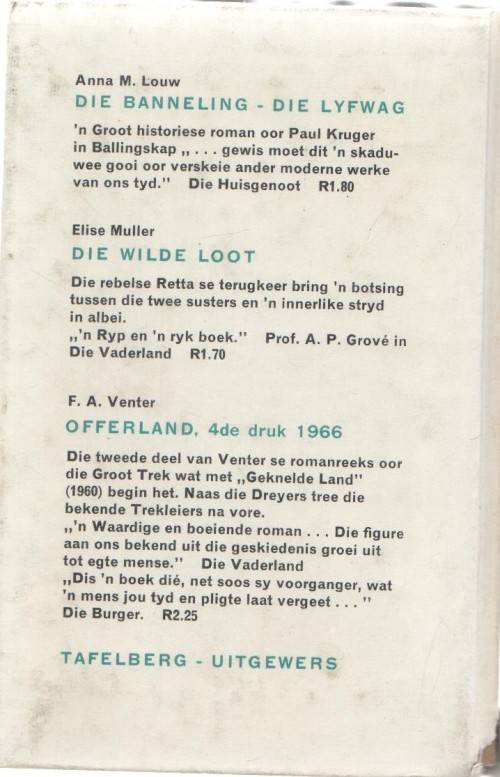 Anna M. Louw
DIE BANNELING - DIE LYFWAG
'n Groot historiese roman oor Paul Kruger
in Ballingskap „ . . . gewis moet dit 'n skadu-
wee gooi oor verskeie ander moderne werke
van ons tyd." Die Huisgenoot R1.80
Elise Muller
DIE WILDE LOOT
Die rebelse Retta se terugkeer bring 'n botsing
tussen die twee susters en 'n innerlike stryd
in albei.
„'n Ryp en 'n ryk boek." Prof. A. P. Grové in
Die Vaderland R1.70
F. A. Venter
OFFERLAND, 4de druk 1966
Die tweede deel van Venter se romanreeks oor
die Groot Trek wat met „Geknelde Land"
(1960) begin het. Naas die Dreyers tree die
bekende Trekleiers na vore.
„'n Waardige en boeiende roman . . . Die figure
aan ons bekend uit die geskiedenis groei uit
tot egte mense." Die Vaderland
„Dis 'n boek dié, net soos sy voorganger, wat
'n mens jou tyd en pligte laat vergeet . . . "
Die Burger. R2.25
TAFELBERG - UITGEWERS